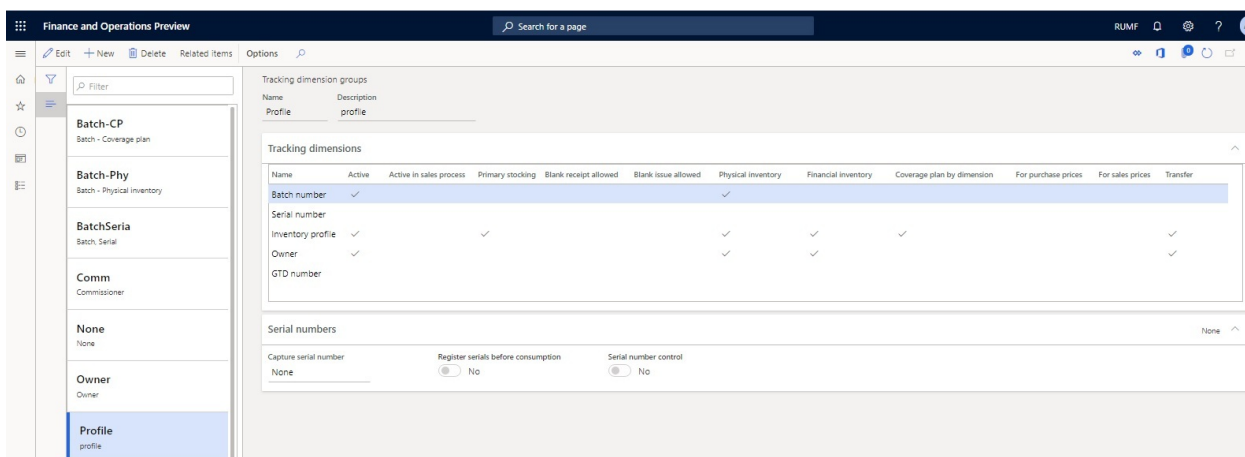 Finance and Operations Preview
Search for a page
RUMF
?
Edit
New
Delete
Related items
Options
0
Filter
Batch-CP
Batch - Coverage plan
Batch-Phy
Batch - Physical inventory
BatchSeria
Batch, Serial
Comm
Commissioner
None
None
Owner
Owner
Profile
profile
Tracking dimension groups
Name Description
Profile profile
Tracking dimensions
Name Active Active in sales process Primary stocking Blank receipt allowed Blank issue allowed Physical inventory Financial inventory Coverage plan by dimension For purchase prices For sales prices Transfer
Batch number
Serial number
Inventory profile
Owner
GTD number
Serial numbers None
Capture serial number Register serials before consumption Serial number control
None No No